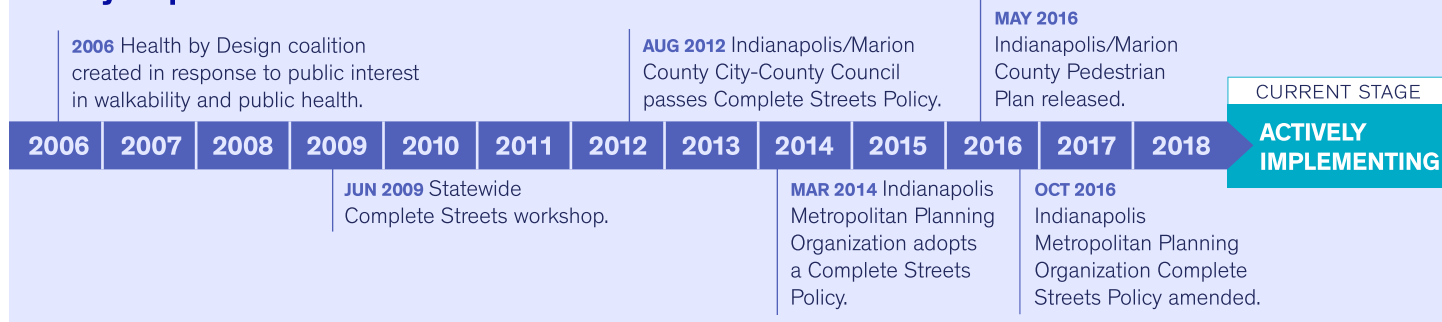 2006 Health by Design coalition
created in response to public interest
in walkability and public health.
AUG 2012 Indianapolis/Marion
County City-County Council
passes Complete Streets Policy.
MAY 2016
Indianapolis/Marion
County Pedestrian
Plan released.
CURRENT STAGE
ACTIVELY
IMPLEMENTING
2006 2007 2008 2009 2010 2011 2012 2013 2014 2015 2016 2017 2018
JUN 2009 Statewide
Complete Streets workshop.
MAR 2014 Indianapolis
Metropolitan Planning
Organization adopts
a Complete Streets
Policy.
OCT 2016
Indianapolis
Metropolitan Planning
Organization Complete
Streets Policy amended.